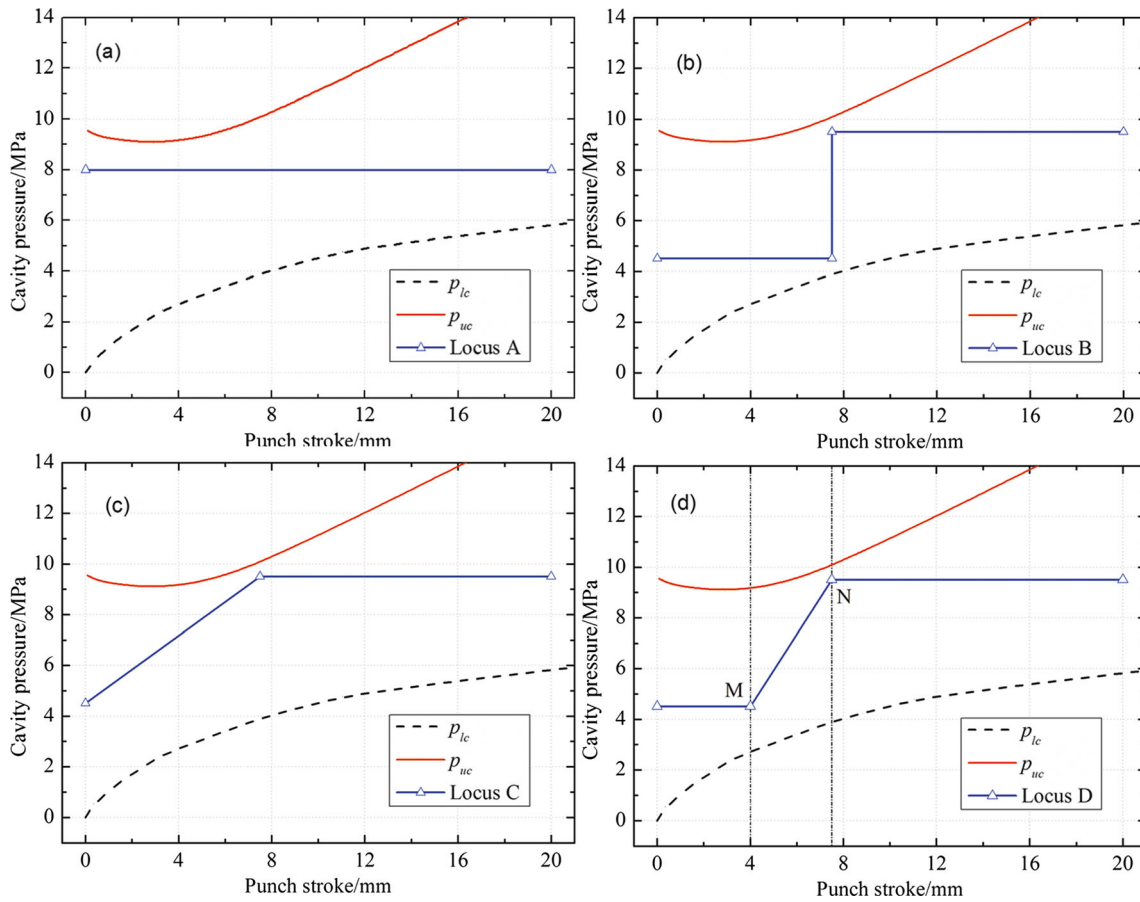 (a)
14
12
10
8
6
4
2
0
Cavity pressure/MPa
0 4 8 12 16 20
Punch stroke/mm
p_lc
p_uc
Locus A
(b)
14
12
10
8
6
4
2
0
Cavity pressure/MPa
0 4 8 12 16 20
Punch stroke/mm
p_lc
p_uc
Locus B
(c)
14
12
10
8
6
4
2
0
Cavity pressure/MPa
0 4 8 12 16 20
Punch stroke/mm
p_lc
p_uc
Locus C
(d)
14
12
10
8
6
4
2
0
Cavity pressure/MPa
M
N
0 4 8 12 16 20
Punch stroke/mm
p_lc
p_uc
Locus D